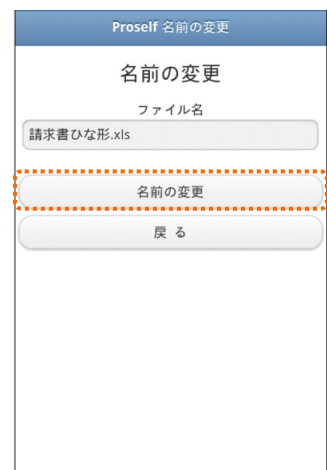 Proself 名前の変更
名前の変更
ファイル名
請求書ひな形.xls
名前の変更
戻 る